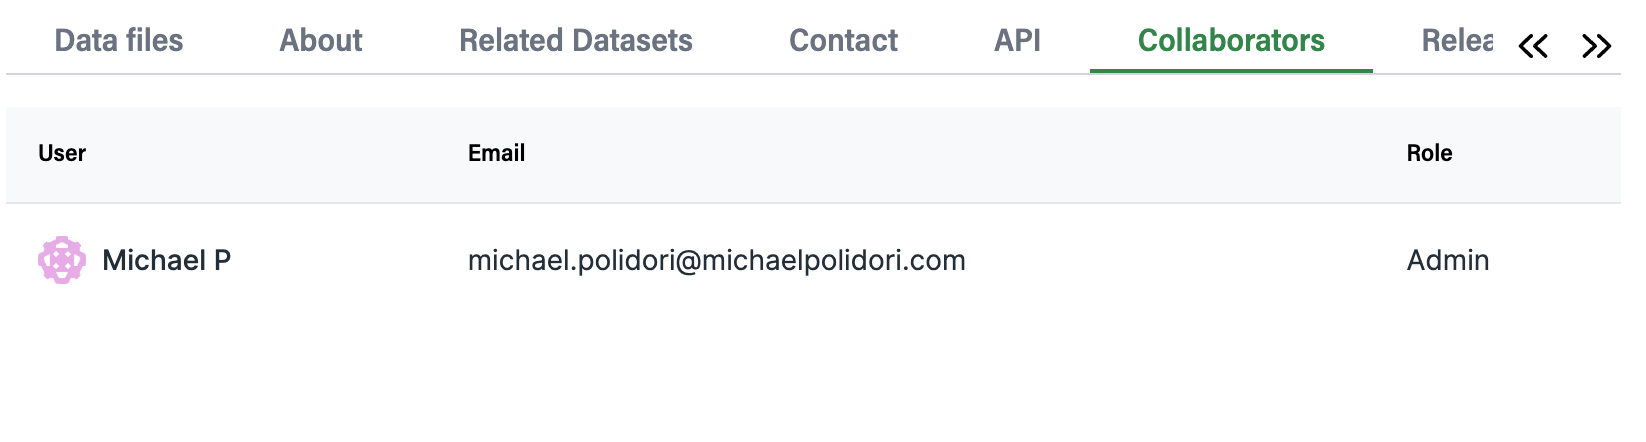 Data files About Related Datasets Contact API Collaborators Relea
User Email Role
Michael P michael.polidori@michaelpolidori.com Admin